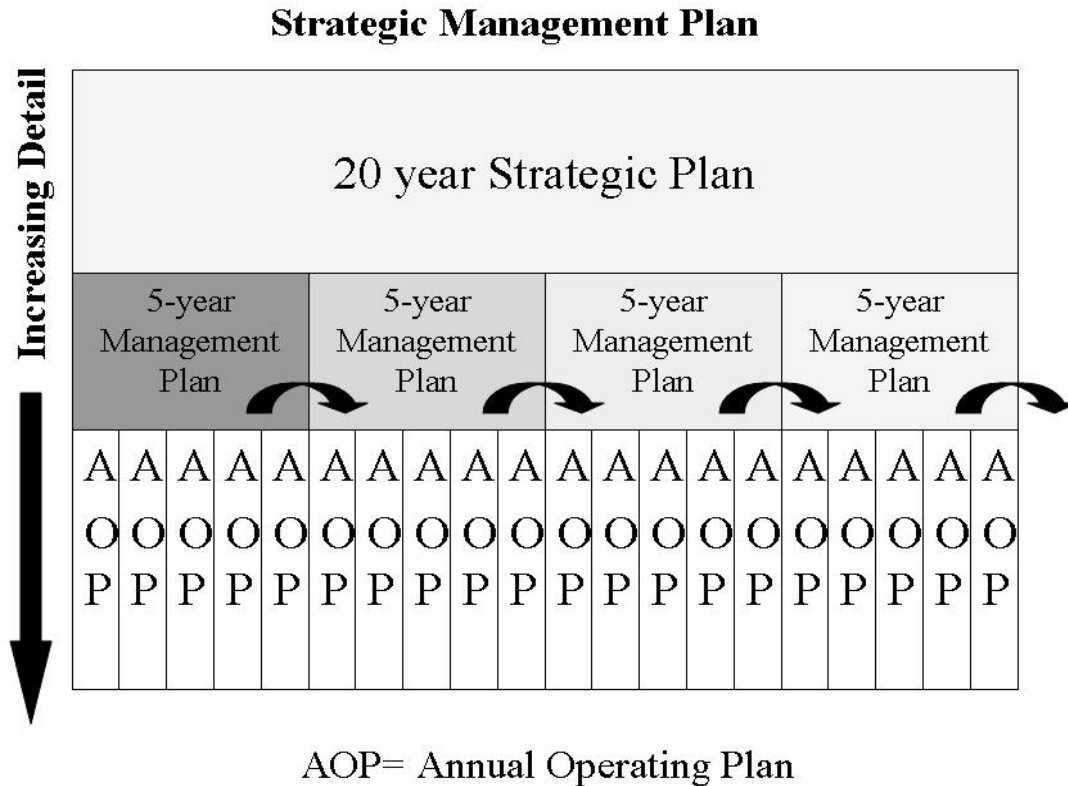 Strategic Management Plan
Increasing Detail
20 year Strategic Plan
5-year
Management
Plan
5-year
Management
Plan
5-year
Management
Plan
5-year
Management
Plan
A A A A A A A A A A A A A A A A A A A A
O O O O O O O O O O O O O O O O O O O O
P P P P P P P P P P P P P P P P P P P P
AOP= Annual Operating Plan